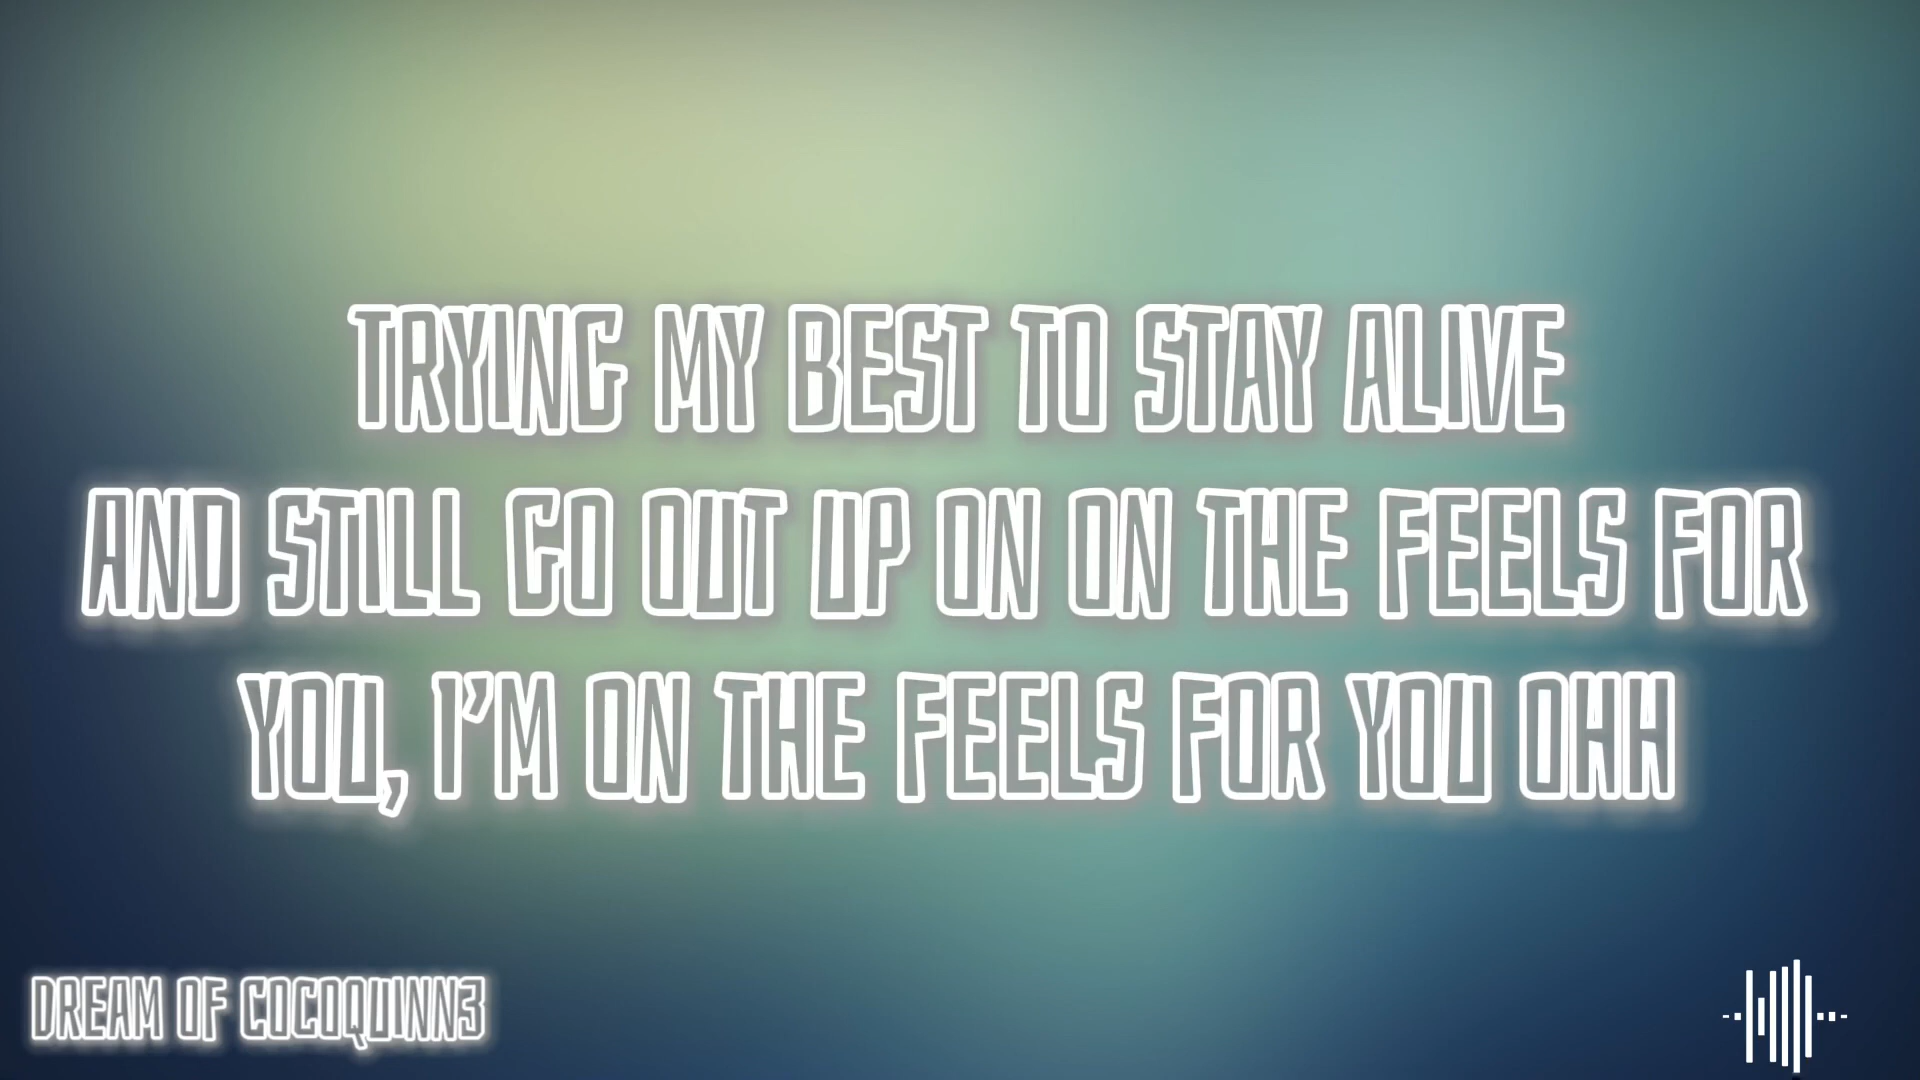 TRYING MY BEST TO STAY ALIVE
AND STILL GO OUT UP ON ON THE FEELS FOR
YOU, I'M ON THE FEELS FOR YOU OHH
DREAM OF COCOQUINN3